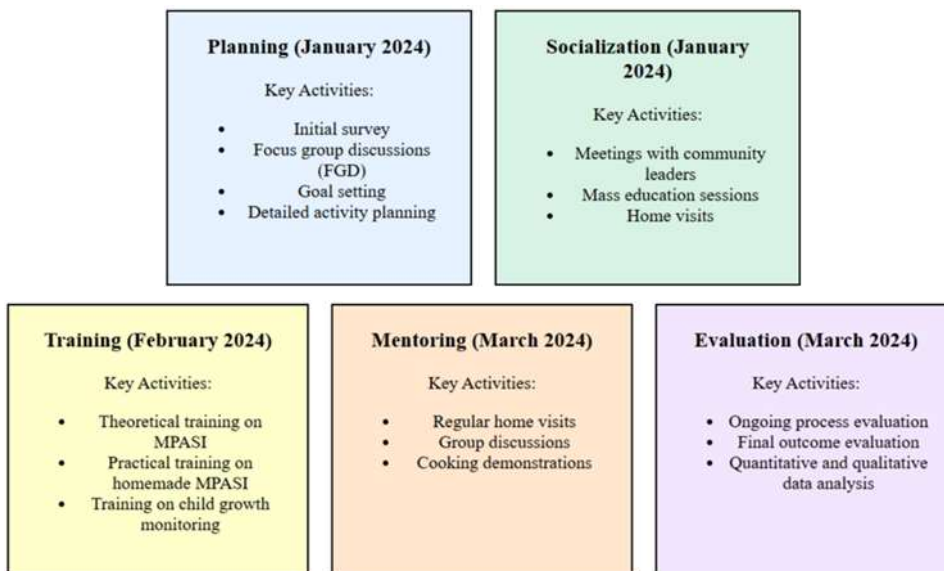 Planning (January 2024)
Key Activities:
• Initial survey
• Focus group discussions
(FGD)
• Goal setting
• Detailed activity planning
Socialization (January
2024)
Key Activities:
• Meetings with community
leaders
• Mass education sessions
• Home visits
Training (February 2024)
Key Activities:
• Theoretical training on
MPASI
• Practical training on
homemade MPASI
• Training on child growth
monitoring
Mentoring (March 2024)
Key Activities:
• Regular home visits
• Group discussions
• Cooking demonstrations
Evaluation (March 2024)
Key Activities:
• Ongoing process evaluation
• Final outcome evaluation
• Quantitative and qualitative
data analysis